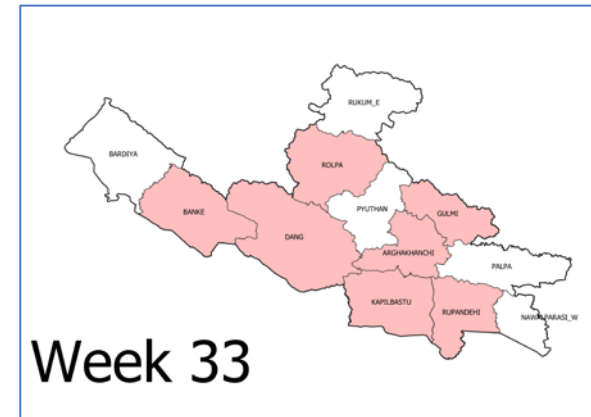 RUKUM_E
BARDIYA
ROLPA
PYUTHAN
BANKE
GULMI
DANG
ARGHAKHANCHI
PALPA
KAPILBASTU
RUPANDEHI
NAWALPARASI_W
Week 33